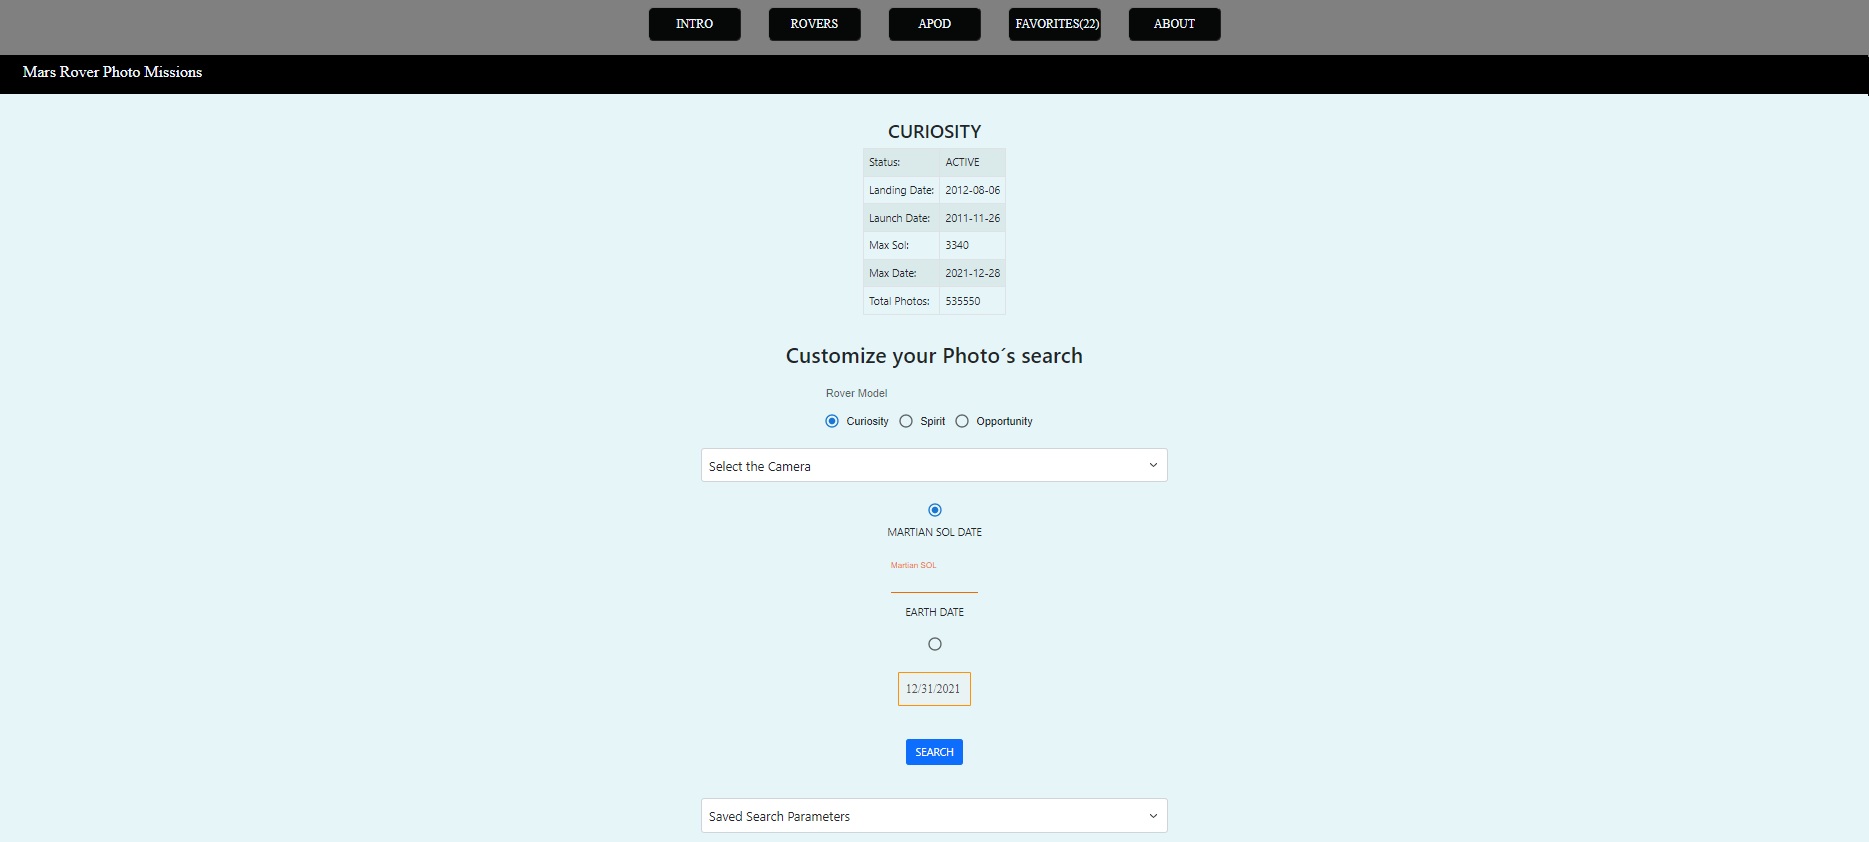 INTRO ROVERS APOD FAVORITES(22) ABOUT
Mars Rover Photo Missions
CURIOSITY
Status: ACTIVE
Landing Date: 2012-08-06
Launch Date: 2011-11-26
Max Sol: 3340
Max Date: 2021-12-28
Total Photos: 535550
Customize your Photo´s search
Rover Model
Curiosity Spirit Opportunity
Select the Camera
MARTIAN SOL DATE
Martian SOL
EARTH DATE
12/31/2021
SEARCH
Saved Search Parameters